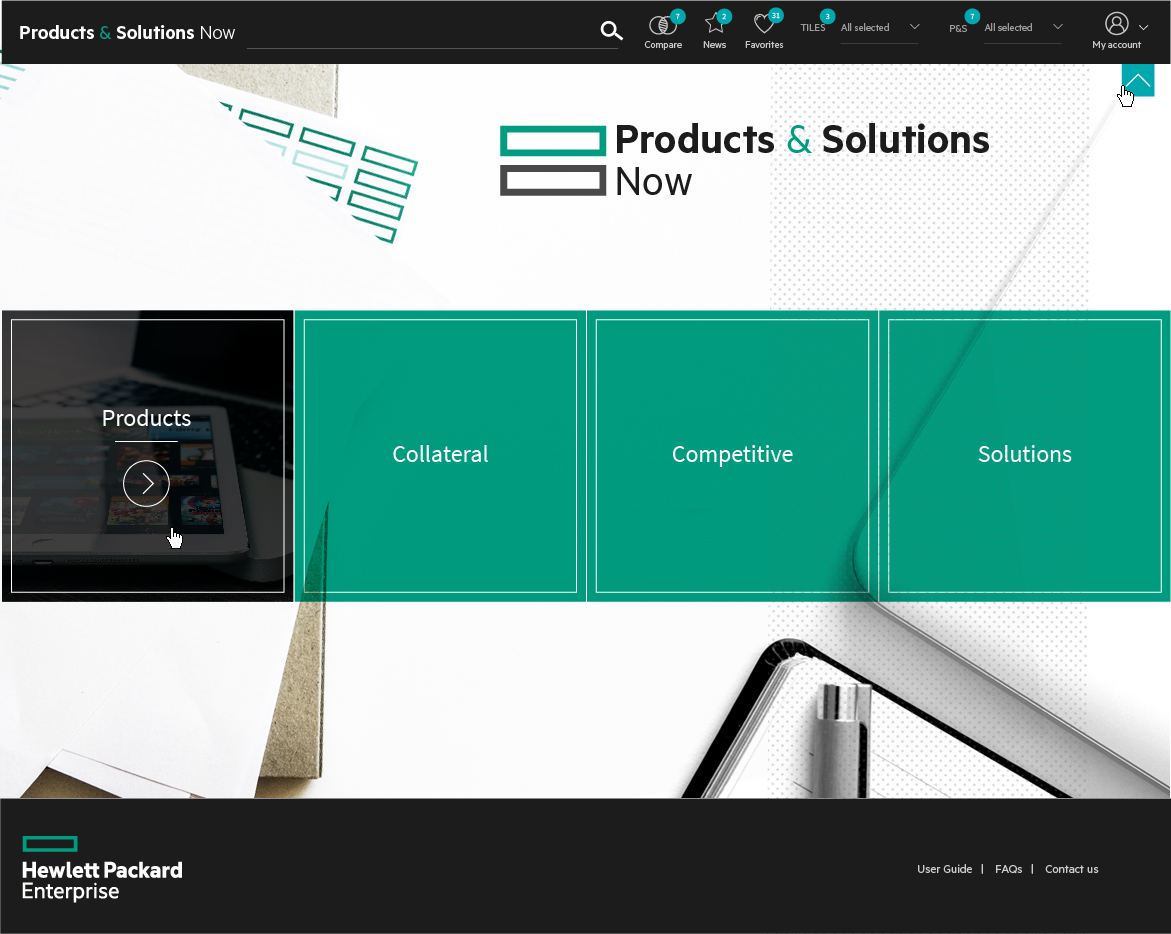 Products & Solutions Now
7
Compare
2
News
31
Favorites
TILES
3
All selected
P&S
7
All selected
My account
Products & Solutions
Now
Products
Collateral
Competitive
Solutions
Hewlett Packard
Enterprise
User Guide | FAQs | Contact us